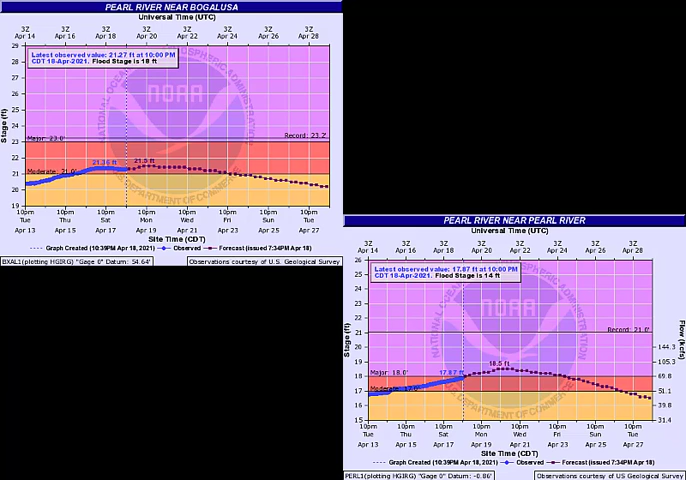 PEARL RIVER NEAR BOGALUSA
Universal Time (UTC)
3Z 3Z 3Z 3Z 3Z 3Z 3Z 3Z
Apr 14 Apr 16 Apr 18 Apr 20 Apr 22 Apr 24 Apr 26 Apr 28
29
Latest observed value: 21.27 ft at 10:00 PM
CDT 18-Apr-2021. Flood Stage is 18 ft
28
27
26
25
NOAA
24
Record: 23.2'
Major: 23.0'
23
22
21.36 ft 21.5 ft
Moderate: 21.0'
21
20
19
Stage (ft)
10pm 10pm 10pm 10pm 10pm 10pm 10pm 10pm
Tue Thu Sat Mon Wed Fri Sun Tue
Apr 13 Apr 15 Apr 17 Apr 19 Apr 21 Apr 23 Apr 25 Apr 27
Site Time (CDT)
Graph Created (10:39PM Apr 18, 2021) Observed Forecast (issued 7:34PM Apr 18)
BXAL1(plotting HGIRG) "Gage 0" Datum: 54.64'
Observations courtesy of U.S. Geological Survey
PEARL RIVER NEAR PEARL RIVER
Universal Time (UTC)
3Z 3Z 3Z 3Z 3Z 3Z 3Z 3Z
Apr 14 Apr 16 Apr 18 Apr 20 Apr 22 Apr 24 Apr 26 Apr 28
26
Latest observed value: 17.87 ft at 10:00 PM
CDT 18-Apr-2021. Flood Stage is 14 ft
25
24
23
NOAA
22
Record: 21.0'
21
20 144.3
19 105.3
18.5 ft
17.87 ft
Major: 18.0'
18 69.8
Moderate: 17.0'
17 51.1
16 39.8
15 31.4
Stage (ft)
Flow (kcfs)
10pm 10pm 10pm 10pm 10pm 10pm 10pm 10pm
Tue Thu Sat Mon Wed Fri Sun Tue
Apr 13 Apr 15 Apr 17 Apr 19 Apr 21 Apr 23 Apr 25 Apr 27
Site Time (CDT)
Graph Created (10:39PM Apr 18, 2021) Observed Forecast (issued 7:34PM Apr 18)
PERL1(plotting HGIRG) "Gage 0" Datum: -0.86'
Observations courtesy of US Geological Survey